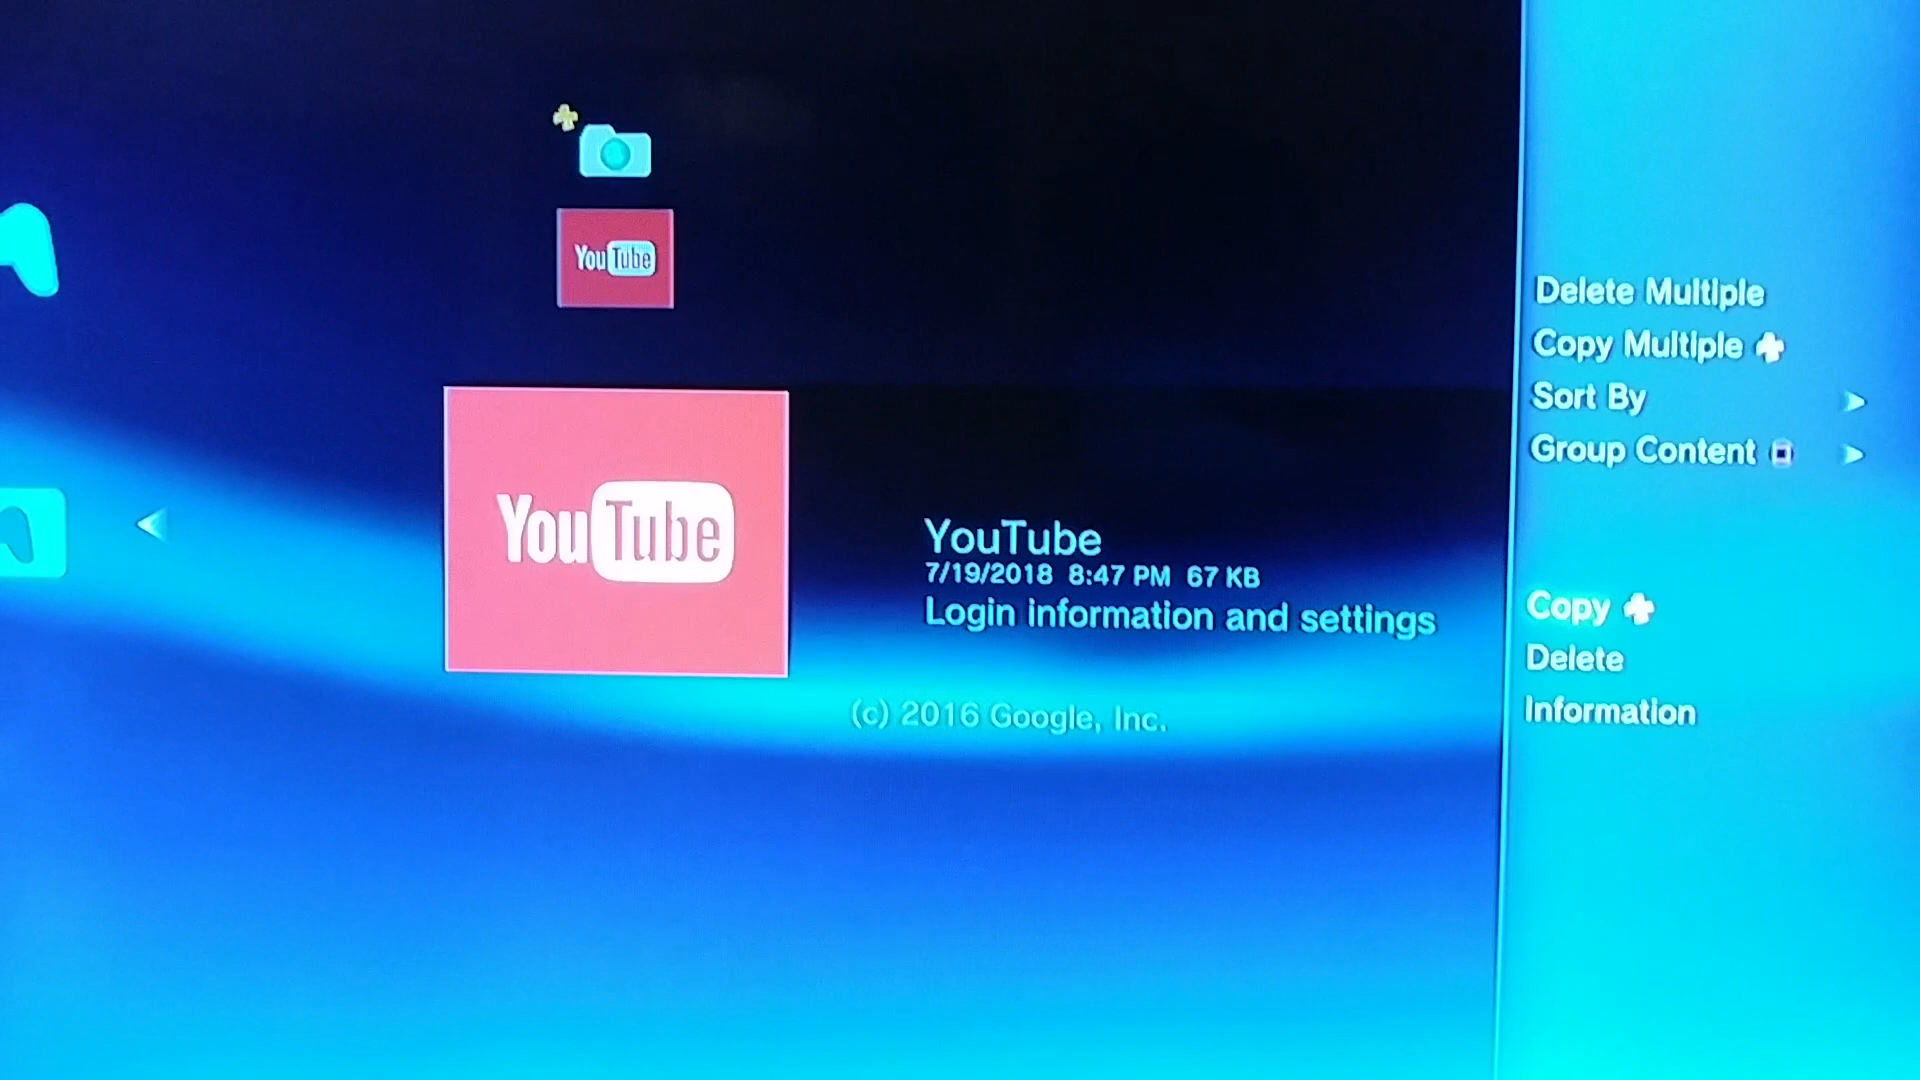 YouTube
YouTube
YouTube
7/19/2018 8:47 PM 67 KB
Login information and settings
(c) 2016 Google, Inc.
Delete Multiple
Copy Multiple
Sort By
Group Content
Copy
Delete
Information